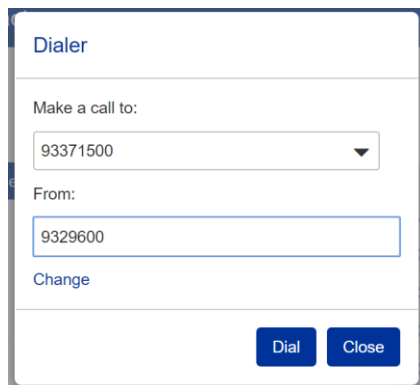 Dialer
Make a call to:
93371500
From:
9329600
Change
Dial Close